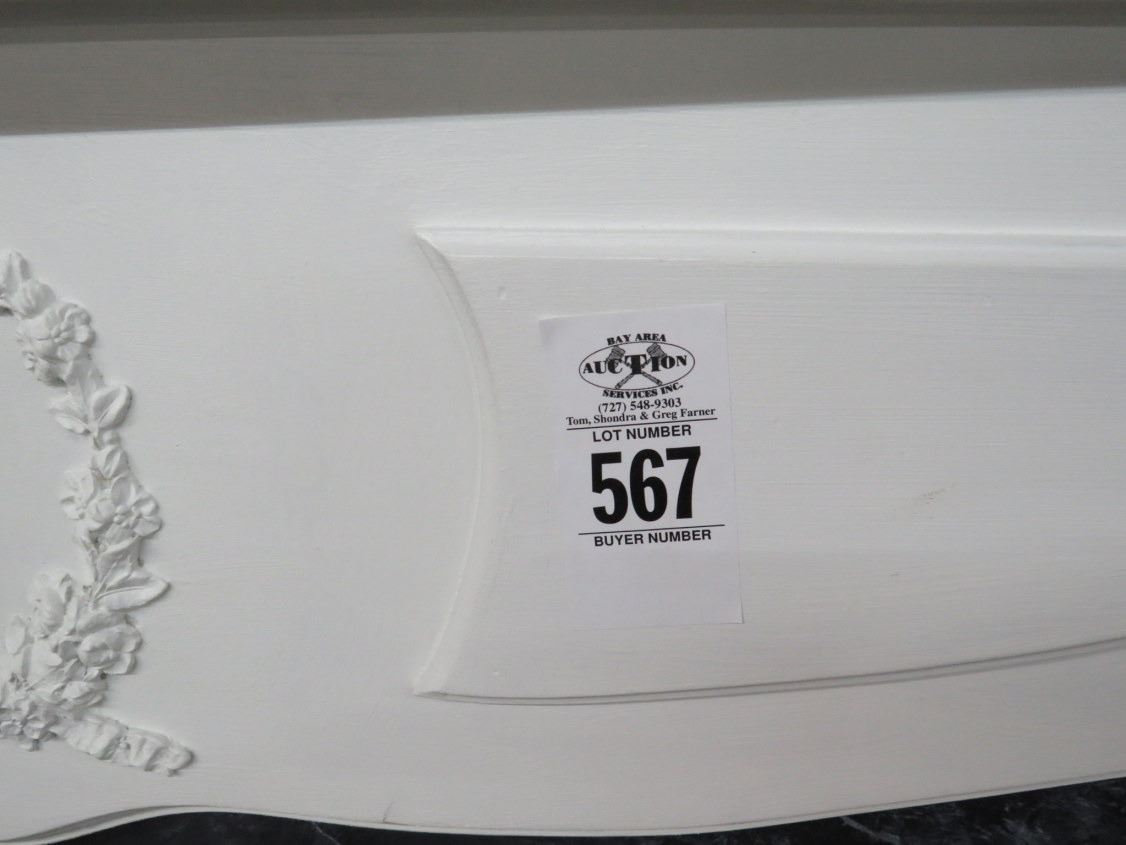 BAY AREA
AUCTION
SERVICES INC.
(727) 548-9303
Tom, Shondra & Greg Farner
LOT NUMBER
567
BUYER NUMBER